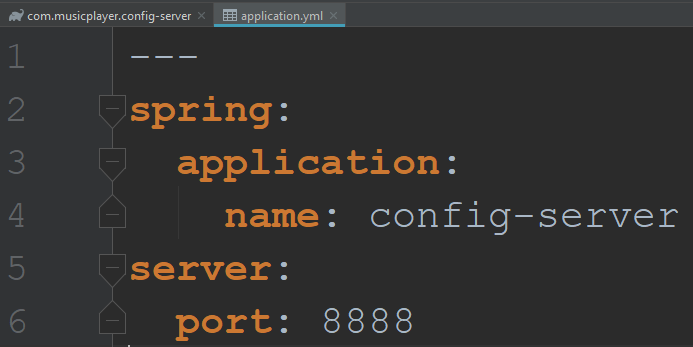 com.musicplayer.config-server × application.yml ×
1 ---
2 spring:
3   application:
4     name: config-server
5 server:
6   port: 8888